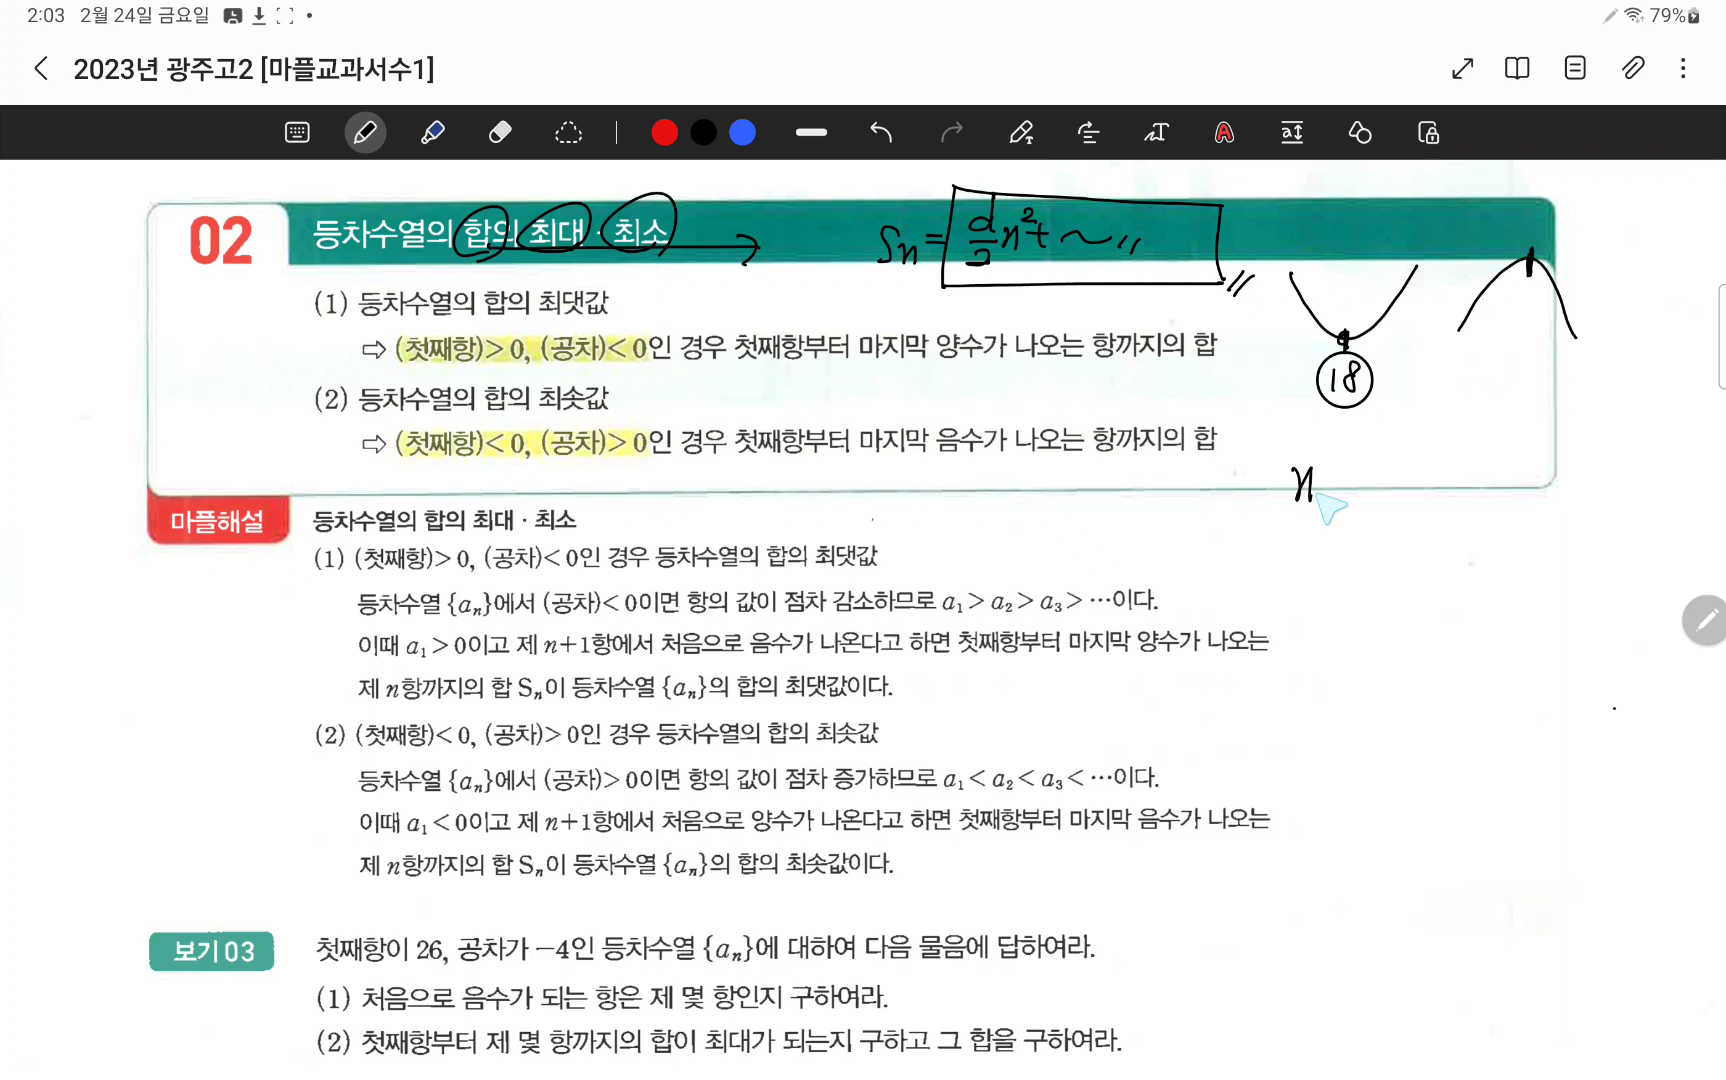 2:03 2월 24일 금요일
79%
2023년 광주고2 [마플교과서수1]
02 등차수열의 합의 최대 · 최소
Sn = d/2 n² + ~
(1) 등차수열의 합의 최댓값
⇨ (첫째항)>0, (공차)<0인 경우 첫째항부터 마지막 양수가 나오는 항까지의 합
18
(2) 등차수열의 합의 최솟값
⇨ (첫째항)<0, (공차)>0인 경우 첫째항부터 마지막 음수가 나오는 항까지의 합
n
마플해설 등차수열의 합의 최대 · 최소
(1) (첫째항)>0, (공차)<0인 경우 등차수열의 합의 최댓값
등차수열 {aₙ}에서 (공차)<0이면 항의 값이 점차 감소하므로 a₁>a₂>a₃>⋯이다.
이때 a₁>0이고 제 n+1항에서 처음으로 음수가 나온다고 하면 첫째항부터 마지막 양수가 나오는
제 n항까지의 합 Sₙ이 등차수열 {aₙ}의 합의 최댓값이다.
(2) (첫째항)<0, (공차)>0인 경우 등차수열의 합의 최솟값
등차수열 {aₙ}에서 (공차)>0이면 항의 값이 점차 증가하므로 a₁<a₂<a₃<⋯이다.
이때 a₁<0이고 제 n+1항에서 처음으로 양수가 나온다고 하면 첫째항부터 마지막 음수가 나오는
제 n항까지의 합 Sₙ이 등차수열 {aₙ}의 합의 최솟값이다.
보기 03 첫째항이 26, 공차가 -4인 등차수열 {aₙ}에 대하여 다음 물음에 답하여라.
(1) 처음으로 음수가 되는 항은 제 몇 항인지 구하여라.
(2) 첫째항부터 제 몇 항까지의 합이 최대가 되는지 구하고 그 합을 구하여라.